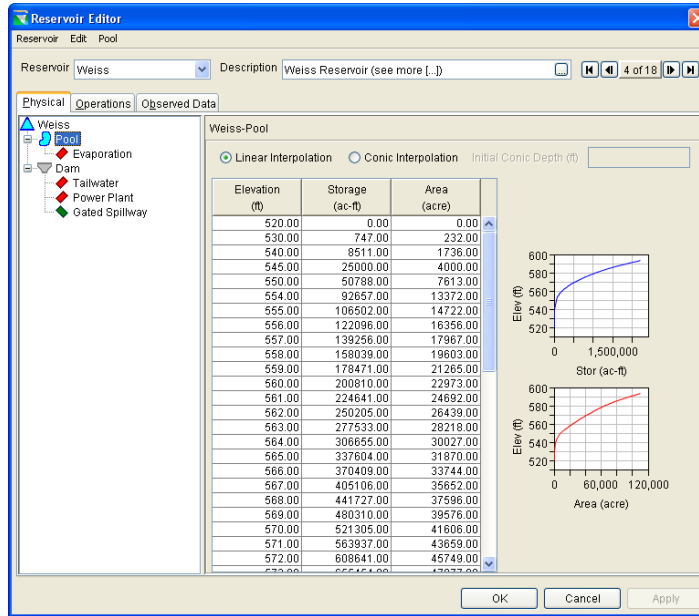 Reservoir Editor
Reservoir Edit Pool
Reservoir Weiss Description Weiss Reservoir (see more [...]) ... 4 of 18
Physical Operations Observed Data
Weiss
Pool
Evaporation
Dam
Tailwater
Power Plant
Gated Spillway
Weiss-Pool
Linear Interpolation Conic Interpolation Initial Conic Depth (ft)
Elevation Storage Area
(ft) (ac-ft) (acre)
520.00 0.00 0.00
530.00 747.00 232.00
540.00 8511.00 1736.00
545.00 25000.00 4000.00
550.00 50788.00 7613.00
554.00 92657.00 13372.00
555.00 106502.00 14722.00
556.00 122096.00 16356.00
557.00 139256.00 17967.00
558.00 158039.00 19603.00
559.00 178471.00 21265.00
560.00 200810.00 22973.00
561.00 224641.00 24692.00
562.00 250205.00 26439.00
563.00 277533.00 28218.00
564.00 306655.00 30027.00
565.00 337604.00 31870.00
566.00 370409.00 33744.00
567.00 405106.00 35652.00
568.00 441727.00 37596.00
569.00 480310.00 39576.00
570.00 521305.00 41606.00
571.00 563937.00 43659.00
572.00 608641.00 45749.00
600
580
560
540
520
Elev (ft)
0 1,500,000
Stor (ac-ft)
600
580
560
540
520
Elev (ft)
0 60,000 120,000
Area (acre)
OK Cancel Apply